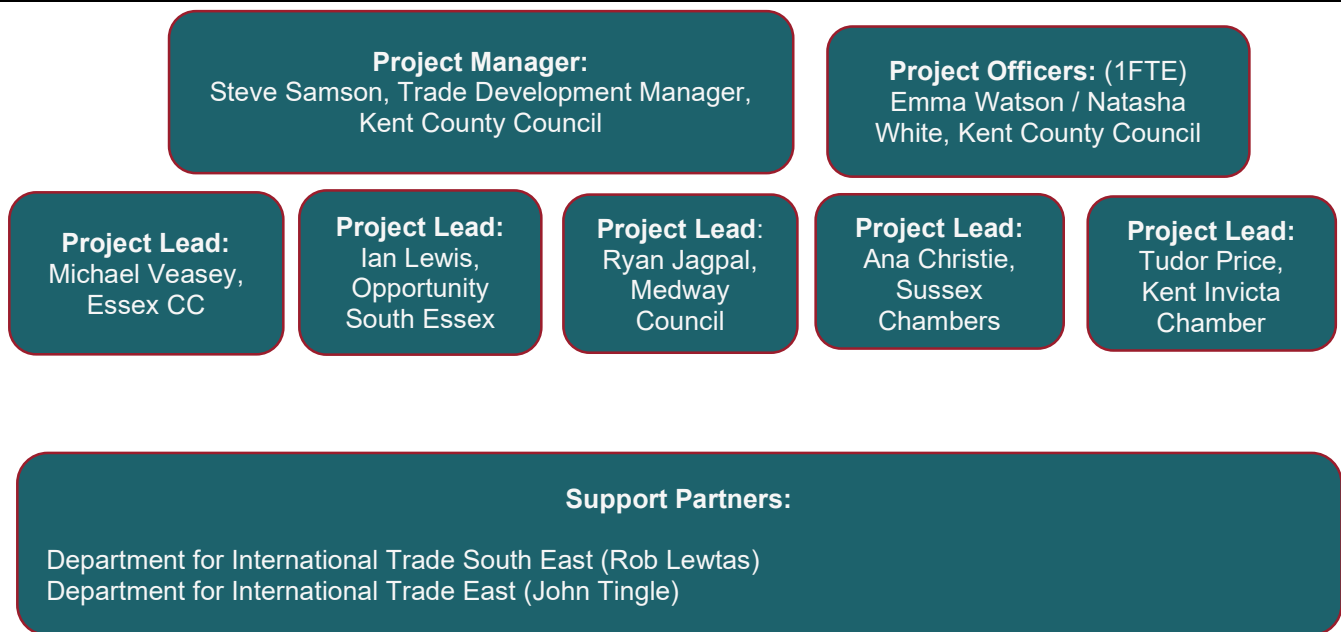 Project Manager:
Steve Samson, Trade Development Manager,
Kent County Council
Project Officers: (1FTE)
Emma Watson / Natasha
White, Kent County Council
Project Lead:
Michael Veasey,
Essex CC
Project Lead:
Ian Lewis,
Opportunity
South Essex
Project Lead:
Ryan Jagpal,
Medway
Council
Project Lead:
Ana Christie,
Sussex
Chambers
Project Lead:
Tudor Price,
Kent Invicta
Chamber
Support Partners:
Department for International Trade South East (Rob Lewtas)
Department for International Trade East (John Tingle)